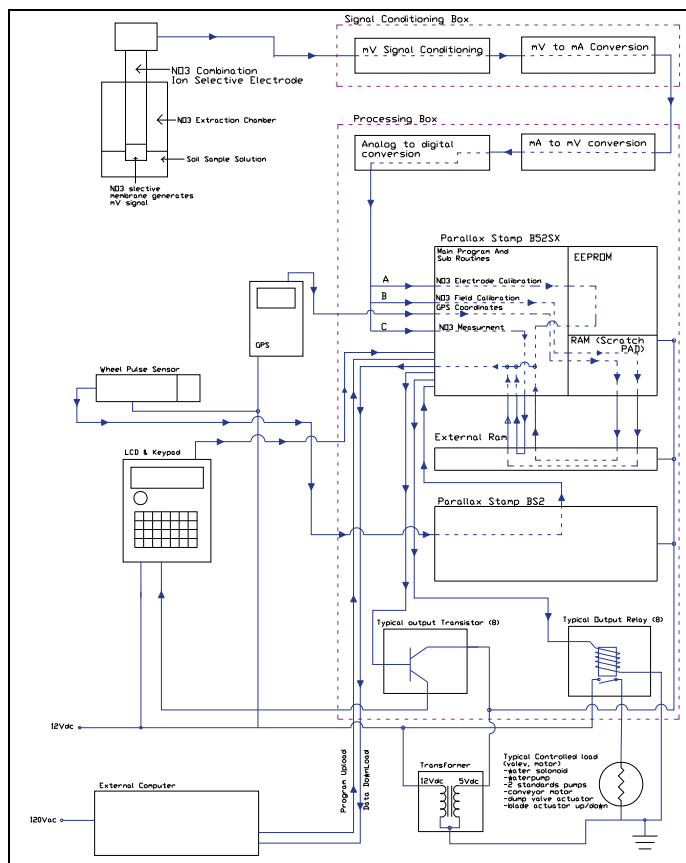 Signal Conditioning Box
mV Signal Conditioning
mV to mA Conversion
NO3 Combination
Ion Selective Electrode
NO3 Extraction Chamber
Soil Sample Solution
NO3 slective
membrane generates
mV signal
Processing Box
Analog to digital
conversion
mA to mV conversion
Parallax Stamp B52SX
Main Program And
Sub Routines
EEPROM
A
NO3 Electrode Calibration
B
NO3 Field Calibration
GPS Coordinates
C
NO3 Measurment
RAM (Scratch
PAD)
GPS
Wheel Pulse Sensor
LCD & Keypad
External Ram
Parallax Stamp BS2
Typical output Transistor (8)
Typical Output Relay (8)
12Vdc
Program Upload
Data DownLoad
Transformer
12Vdc
5Vdc
Typical Controlled load
(valev, motor)
-water solonoid
-waterpump
-2 standards pumps
-conveyor motor
-dump valve actuator
-blade actuator up/down
External Computer
120Vac